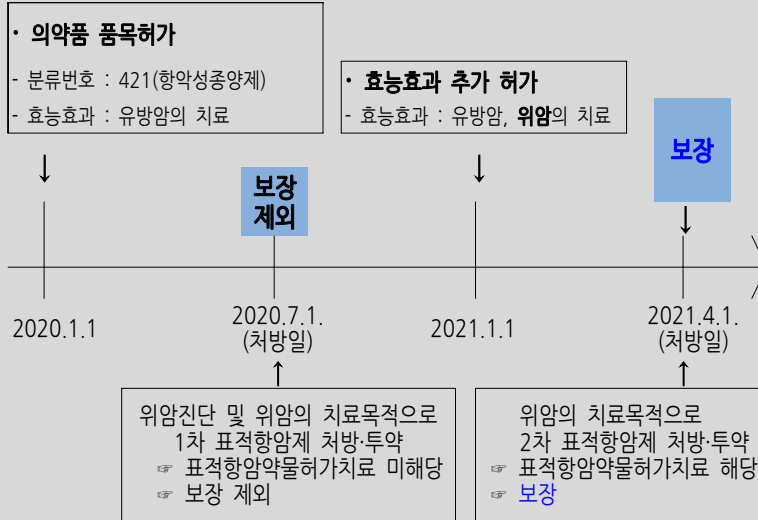 · 의약품 품목허가
- 분류번호 : 421(항악성종양제)
- 효능효과 : 유방암의 치료
· 효능효과 추가 허가
- 효능효과 : 유방암, 위암의 치료
보장
제외
보장
2020.1.1
2020.7.1.
(처방일)
2021.1.1
2021.4.1.
(처방일)
위암진단 및 위암의 치료목적으로
1차 표적항암제 처방·투약
☞ 표적항암약물허가치료 미해당
☞ 보장 제외
위암의 치료목적으로
2차 표적항암제 처방·투약
☞ 표적항암약물허가치료 해당
☞ 보장